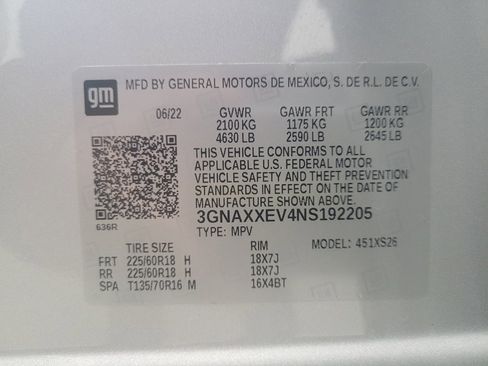 gm MFD BY GENERAL MOTORS DE MEXICO, S. DE R.L. DE C.V.
06/22 GVWR GAWR FRT GAWR RR
2100 KG 1175 KG 1200 KG
4630 LB 2590 LB 2645 LB
THIS VEHICLE CONFORMS TO ALL
APPLICABLE U.S. FEDERAL MOTOR
VEHICLE SAFETY AND THEFT PREVENTION
STANDARDS IN EFFECT ON THE DATE OF
MANUFACTURE SHOWN ABOVE.
3GNAXXEV4NS192205
636R
TYPE: MPV
TIRE SIZE RIM MODEL: 451XS26
FRT 225/60R18 H 18X7J
RR 225/60R18 H 18X7J
SPA T135/70R16 M 16X4BT